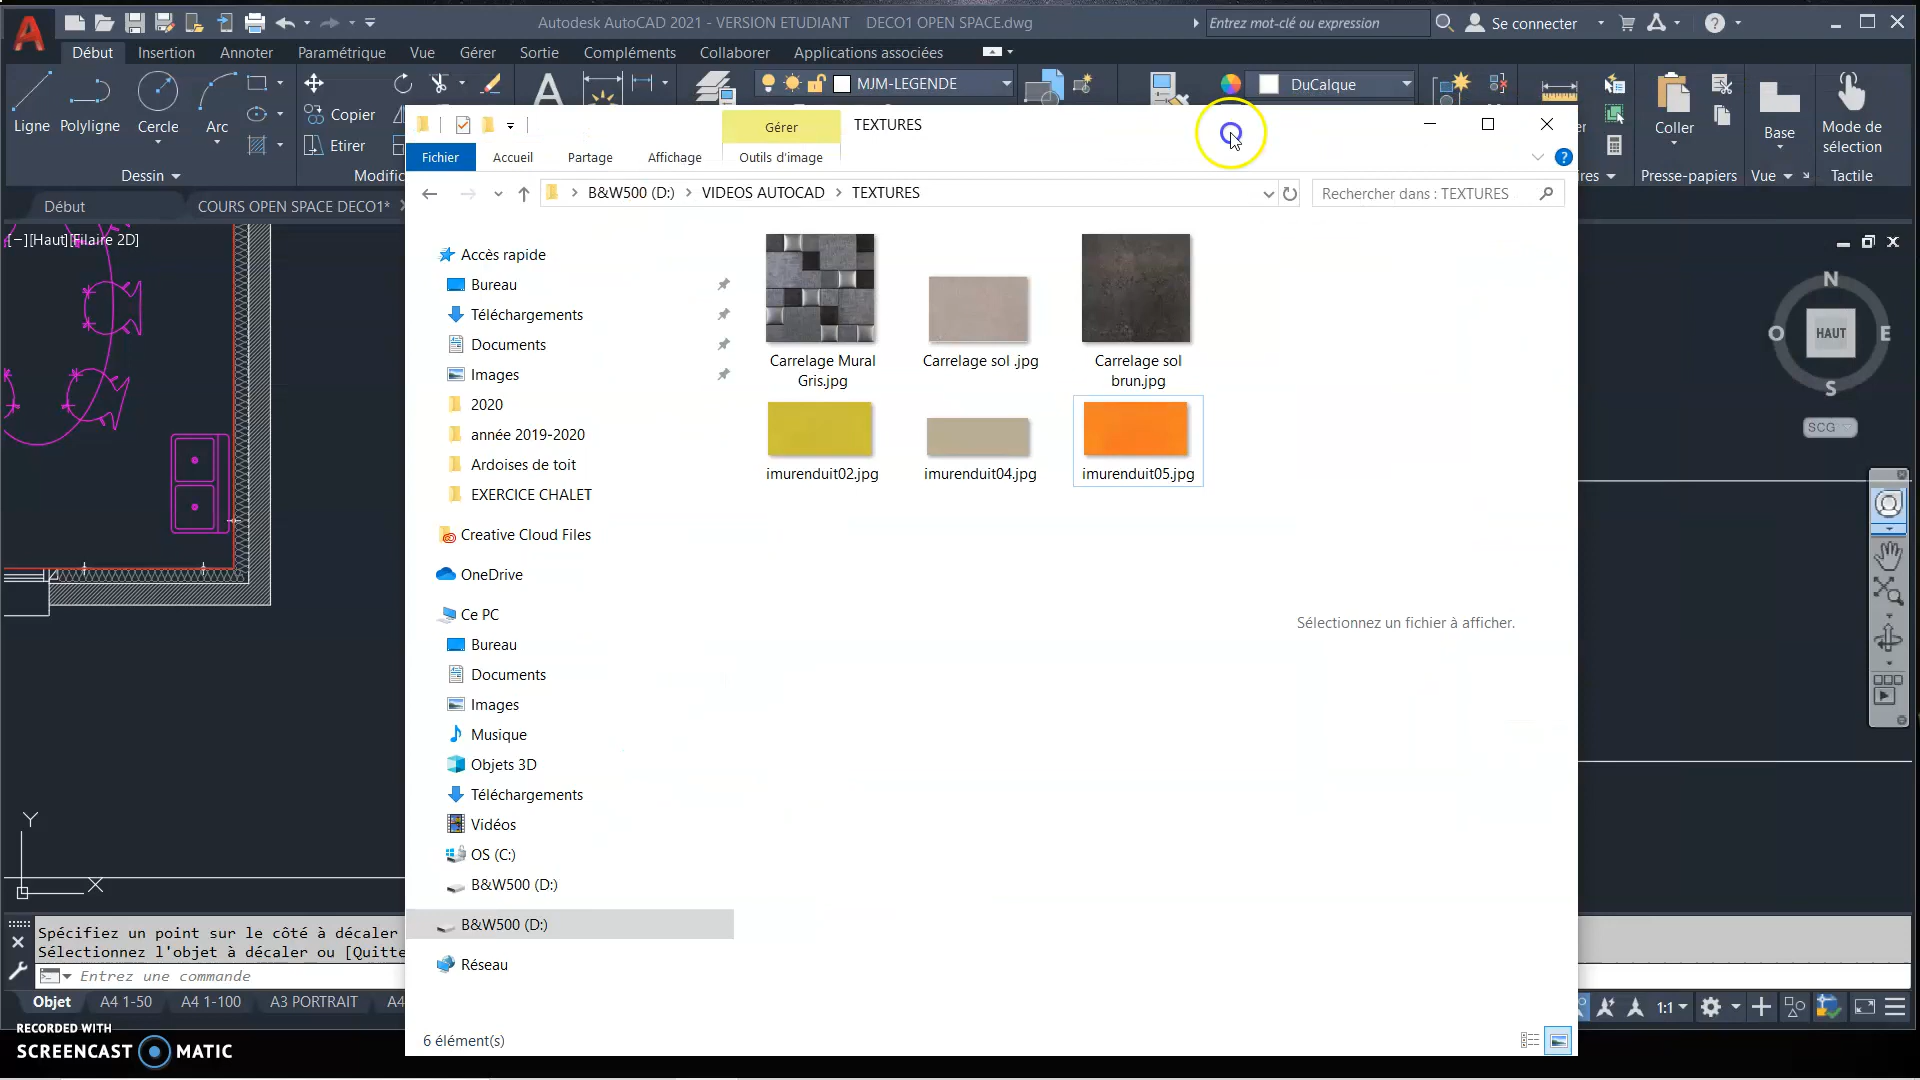 Autodesk AutoCAD 2021 - VERSION ETUDIANT DECO1 OPEN SPACE.dwg
Entrez mot-clé ou expression
Se connecter
Début Insertion Annoter Paramétrique Vue Gérer Sortie Compléments Collaborer Applications associées
MJM-LEGENDE
DuCalque
Ligne Polyligne Cercle Arc
Copier
Etirer
Dessin
Modific
Coller
Base
Mode de
sélection
Presse-papiers
Vue
Tactile
Début
COURS OPEN SPACE DECO1*
[−][Haut][Filaire 2D]
Gérer
TEXTURES
Fichier Accueil Partage Affichage Outils d'image
B&W500 (D:) VIDEOS AUTOCAD TEXTURES
Rechercher dans : TEXTURES
Accès rapide
Bureau
Téléchargements
Documents
Images
2020
année 2019-2020
Ardoises de toit
EXERCICE CHALET
Creative Cloud Files
OneDrive
Ce PC
Bureau
Documents
Images
Musique
Objets 3D
Téléchargements
Vidéos
OS (C:)
B&W500 (D:)
B&W500 (D:)
Réseau
6 élément(s)
Carrelage Mural
Gris.jpg
Carrelage sol .jpg
Carrelage sol
brun.jpg
imurenduit02.jpg
imurenduit04.jpg
imurenduit05.jpg
Sélectionnez un fichier à afficher.
N
O
HAUT
E
S
SCG
Y
X
Spécifiez un point sur le côté à décaler
Sélectionnez l'objet à décaler ou [Quitte
Entrez une commande
Objet A4 1-50 A4 1-100 A3 PORTRAIT A4
1:1
RECORDED WITH
SCREENCAST MATIC